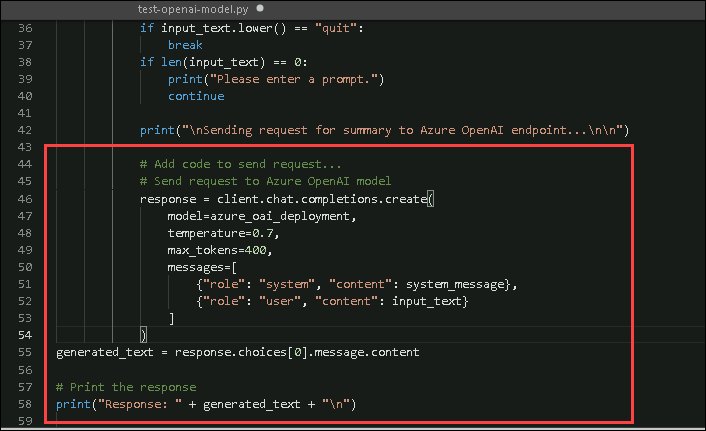 test-openai-model.py
36 if input_text.lower() == "quit":
37 break
38 if len(input_text) == 0:
39 print("Please enter a prompt.")
40 continue
41
42 print("\nSending request for summary to Azure OpenAI endpoint...\n\n")
43
44 # Add code to send request...
45 # Send request to Azure OpenAI model
46 response = client.chat.completions.create(
47 model=azure_oai_deployment,
48 temperature=0.7,
49 max_tokens=400,
50 messages=[
51 {"role": "system", "content": system_message},
52 {"role": "user", "content": input_text}
53 ]
54 )
55 generated_text = response.choices[0].message.content
56
57 # Print the response
58 print("Response: " + generated_text + "\n")
59